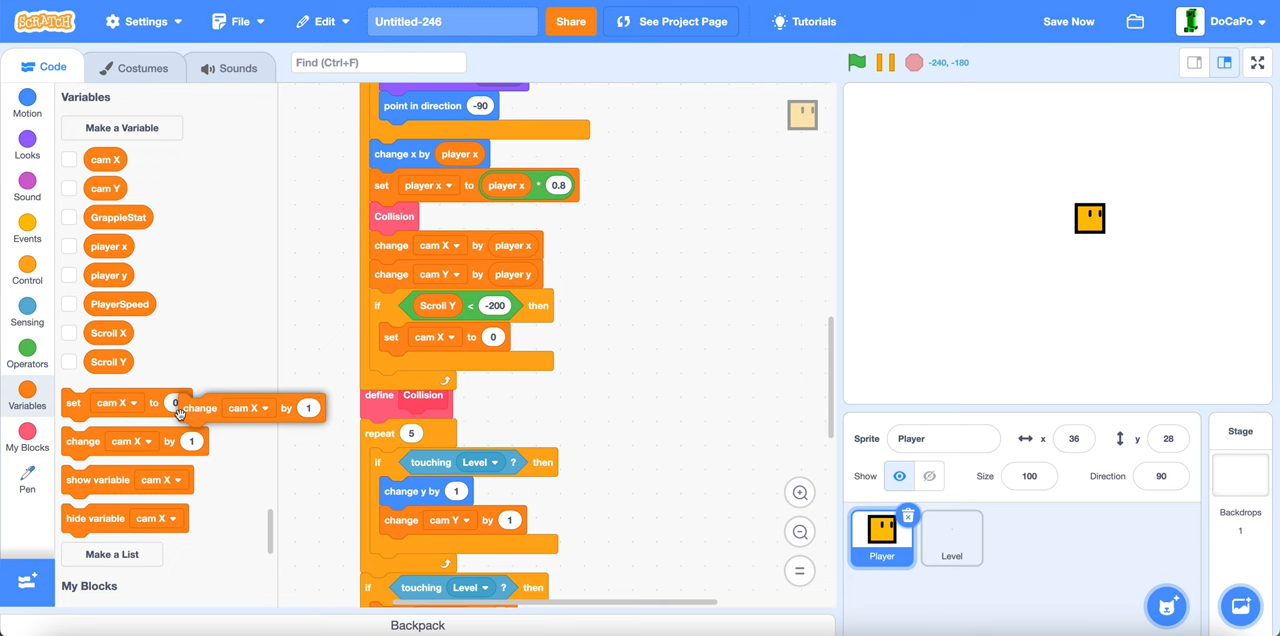 SCRATCH Settings File Edit Untitled-246 Share See Project Page Tutorials Save Now DoCaPo
Code Costumes Sounds Find (Ctrl+F) -240, -180
Motion
Looks
Sound
Events
Control
Sensing
Operators
Variables
My Blocks
Pen
Variables
Make a Variable
cam X
cam Y
GrappleStat
player x
player y
PlayerSpeed
Scroll X
Scroll Y
set cam X to 0
change cam X by 1
change cam X by 1
show variable cam X
hide variable cam X
Make a List
My Blocks
point in direction -90
change x by player x
set player x to player x * 0.8
Collision
change cam X by player x
change cam Y by player y
if Scroll Y < -200 then
set cam X to 0
define Collision
repeat 5
if touching Level ? then
change y by 1
change cam Y by 1
if touching Level ? then
Backpack
Sprite Player x 36 y 28
Show Size 100 Direction 90
Player
Level
Stage
Backdrops
1